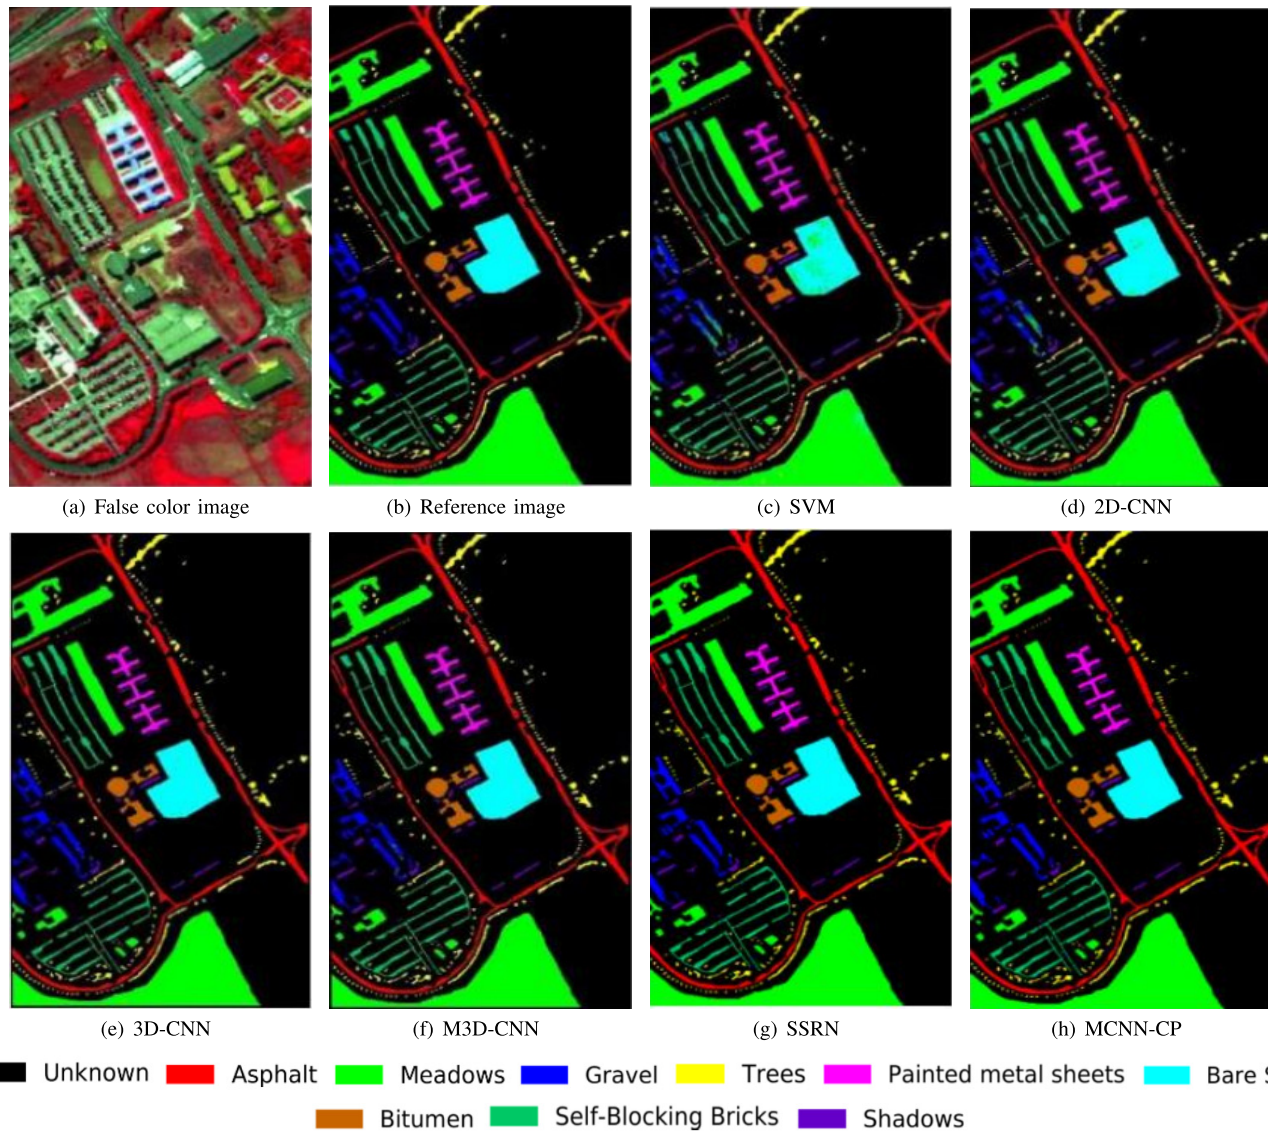 (a) False color image (b) Reference image (c) SVM (d) 2D-CNN
(e) 3D-CNN (f) M3D-CNN (g) SSRN (h) MCNN-CP
Unknown Asphalt Meadows Gravel Trees Painted metal sheets Bare S
Bitumen Self-Blocking Bricks Shadows